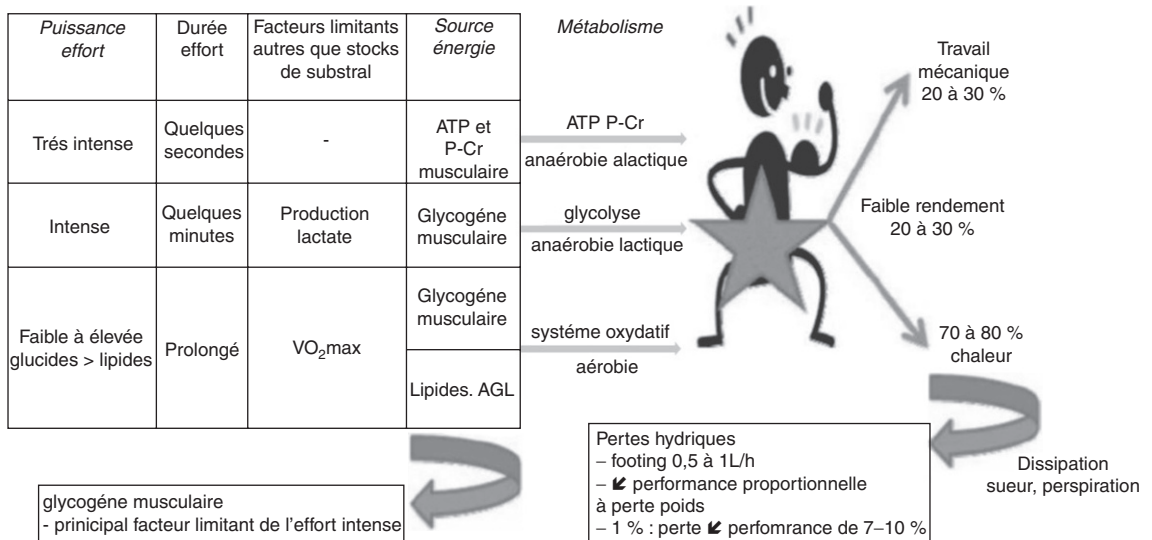 Puissance
effort
Durée
effort
Facteurs limitants
autres que stocks
de substral
Source
énergie
Métabolisme
Trés intense
Quelques
secondes
-
ATP et
P-Cr
musculaire
ATP P-Cr
anaérobie alactique
Intense
Quelques
minutes
Production
lactate
Glycogéne
musculaire
glycolyse
anaérobie lactique
Faible à élevée
glucides > lipides
Prolongé
VO2max
Glycogéne
musculaire
Lipides. AGL
systéme oxydatif
aérobie
Travail
mécanique
20 à 30 %
Faible rendement
20 à 30 %
70 à 80 %
chaleur
Dissipation
sueur, perspiration
glycogéne musculaire
- prinicipal facteur limitant de l'effort intense
Pertes hydriques
– footing 0,5 à 1L/h
– 🡿 performance proportionnelle
à perte poids
– 1 % : perte 🡿 perfomrance de 7–10 %